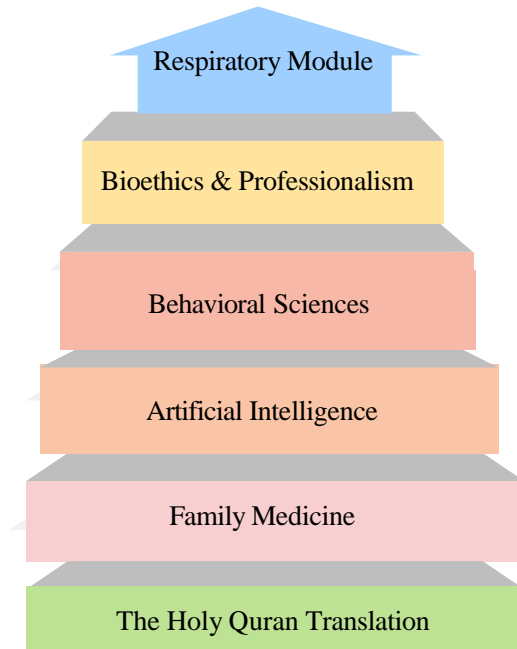 Respiratory Module
Bioethics & Professionalism
Behavioral Sciences
Artificial Intelligence
Family Medicine
The Holy Quran Translation